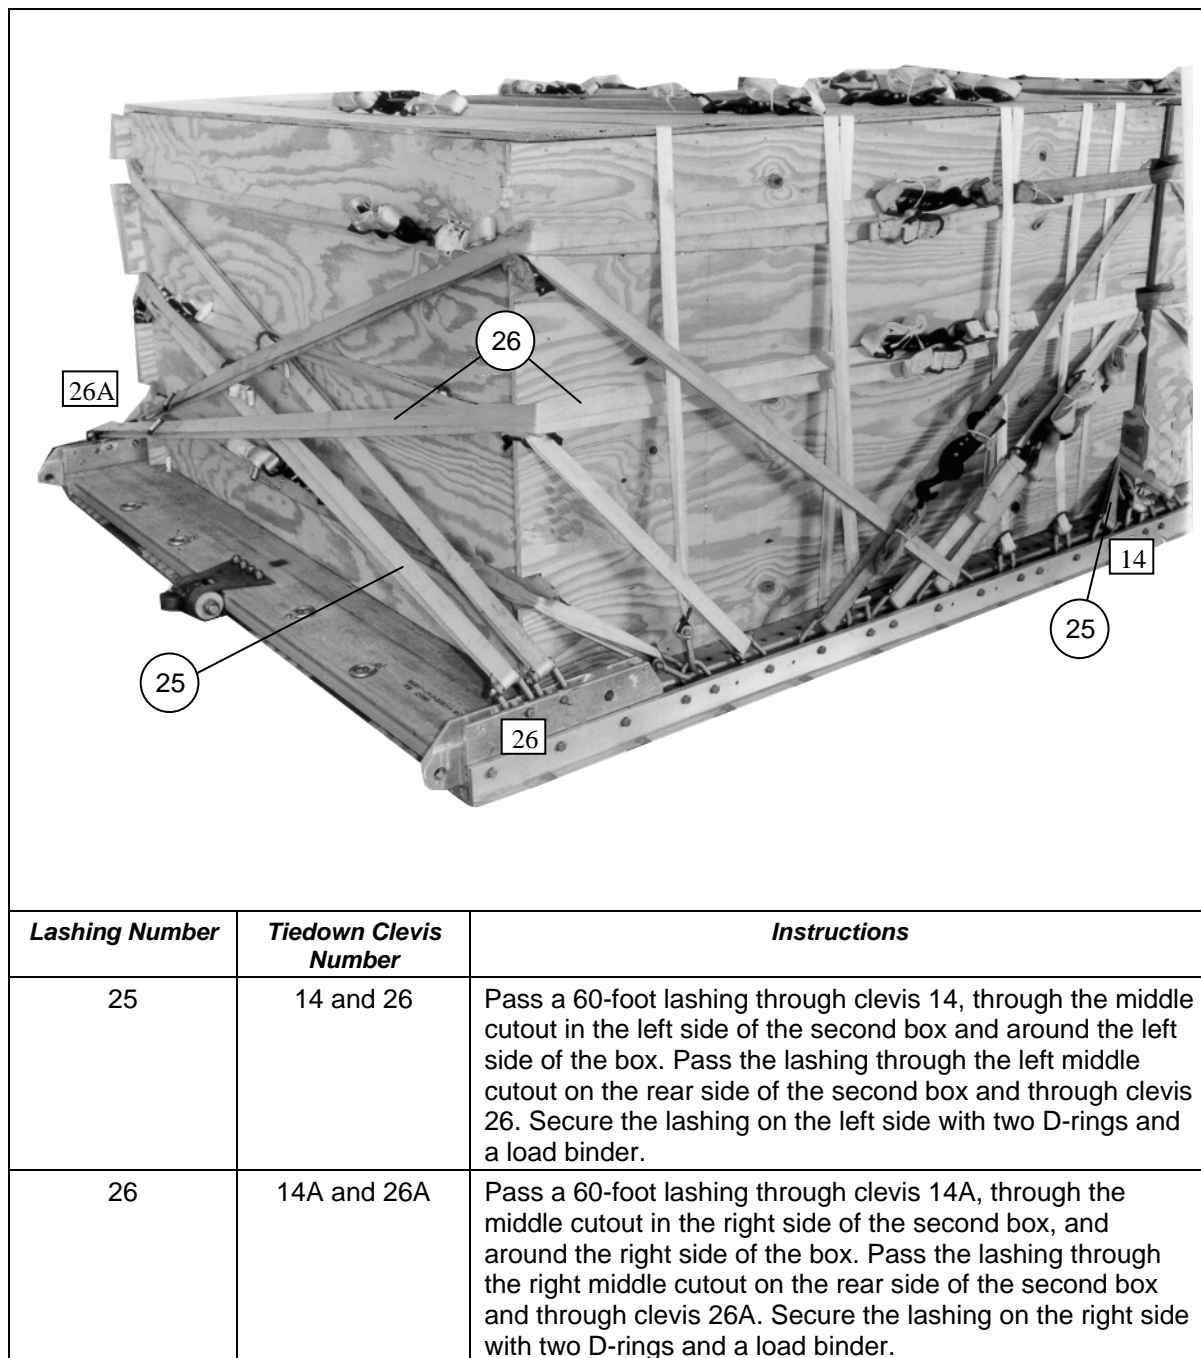 26
26A
14
25
25
26
Lashing Number
Tiedown Clevis
Number
Instructions
25
14 and 26
Pass a 60-foot lashing through clevis 14, through the middle
cutout in the left side of the second box and around the left
side of the box. Pass the lashing through the left middle
cutout on the rear side of the second box and through clevis
26. Secure the lashing on the left side with two D-rings and
a load binder.
26
14A and 26A
Pass a 60-foot lashing through clevis 14A, through the
middle cutout in the right side of the second box, and
around the right side of the box. Pass the lashing through
the right middle cutout on the rear side of the second box
and through clevis 26A. Secure the lashing on the right side
with two D-rings and a load binder.